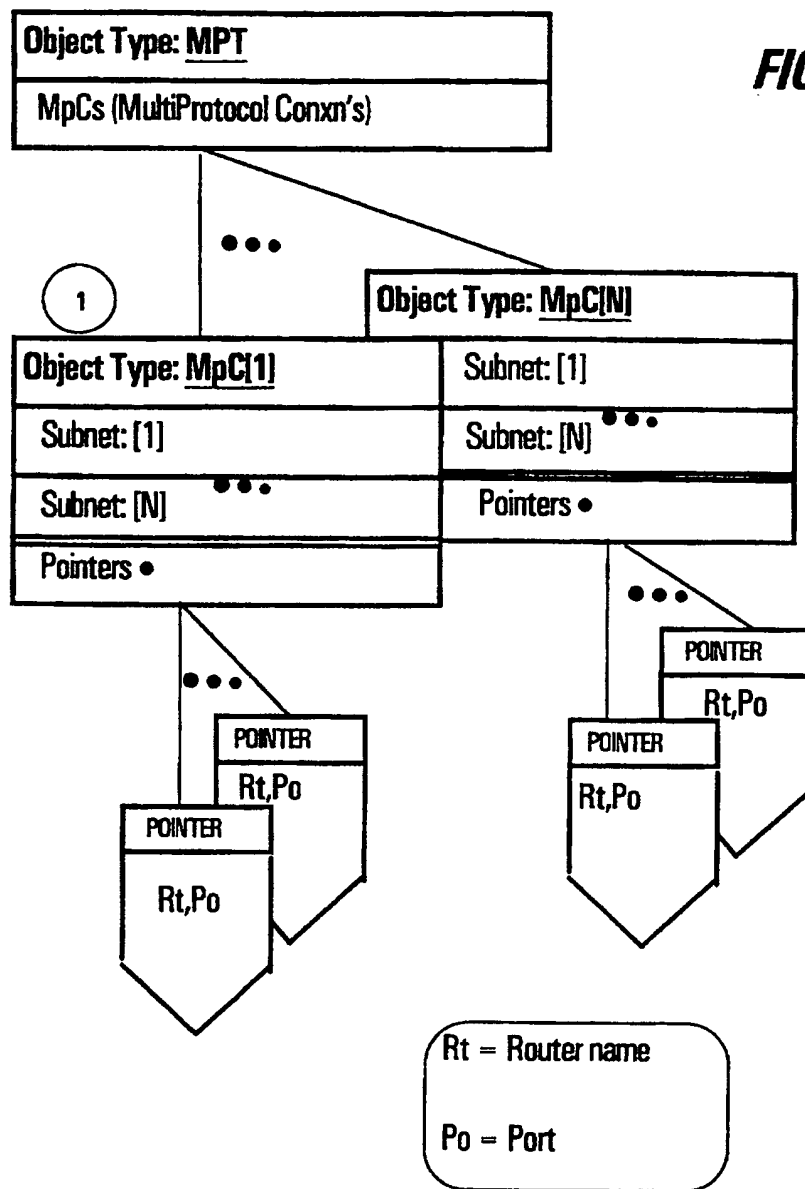 Object Type: MPT
FIG
MpCs (MultiProtocol Conxn's)
1
Object Type: MpC[N]
Object Type: MpC[1]
Subnet: [1]
Subnet: [1]
Subnet: [N]
Subnet: [N]
Pointers
Pointers
POINTER
Rt,Po
POINTER
Rt,Po
POINTER
Rt,Po
POINTER
Rt,Po
Rt = Router name
Po = Port